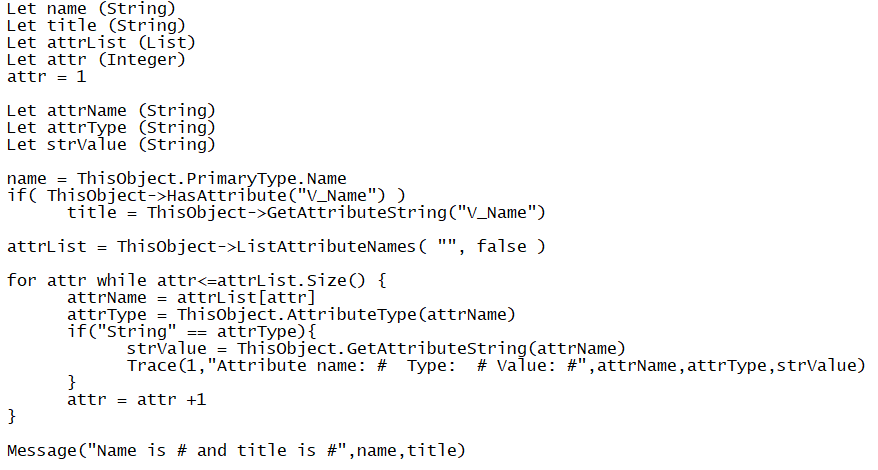 Let name (String)
Let title (String)
Let attrList (List)
Let attr (Integer)
attr = 1

Let attrName (String)
Let attrType (String)
Let strValue (String)

name = ThisObject.PrimaryType.Name
if( ThisObject->HasAttribute("V_Name") )
      title = ThisObject->GetAttributeString("V_Name")

attrList = ThisObject->ListAttributeNames( "", false )

for attr while attr<=attrList.Size() {
      attrName = attrList[attr]
      attrType = ThisObject.AttributeType(attrName)
      if("String" == attrType){
            strValue = ThisObject.GetAttributeString(attrName)
            Trace(1,"Attribute name: #  Type:  # Value: #",attrName,attrType,strValue)
      }
      attr = attr +1
}

Message("Name is # and title is #",name,title)